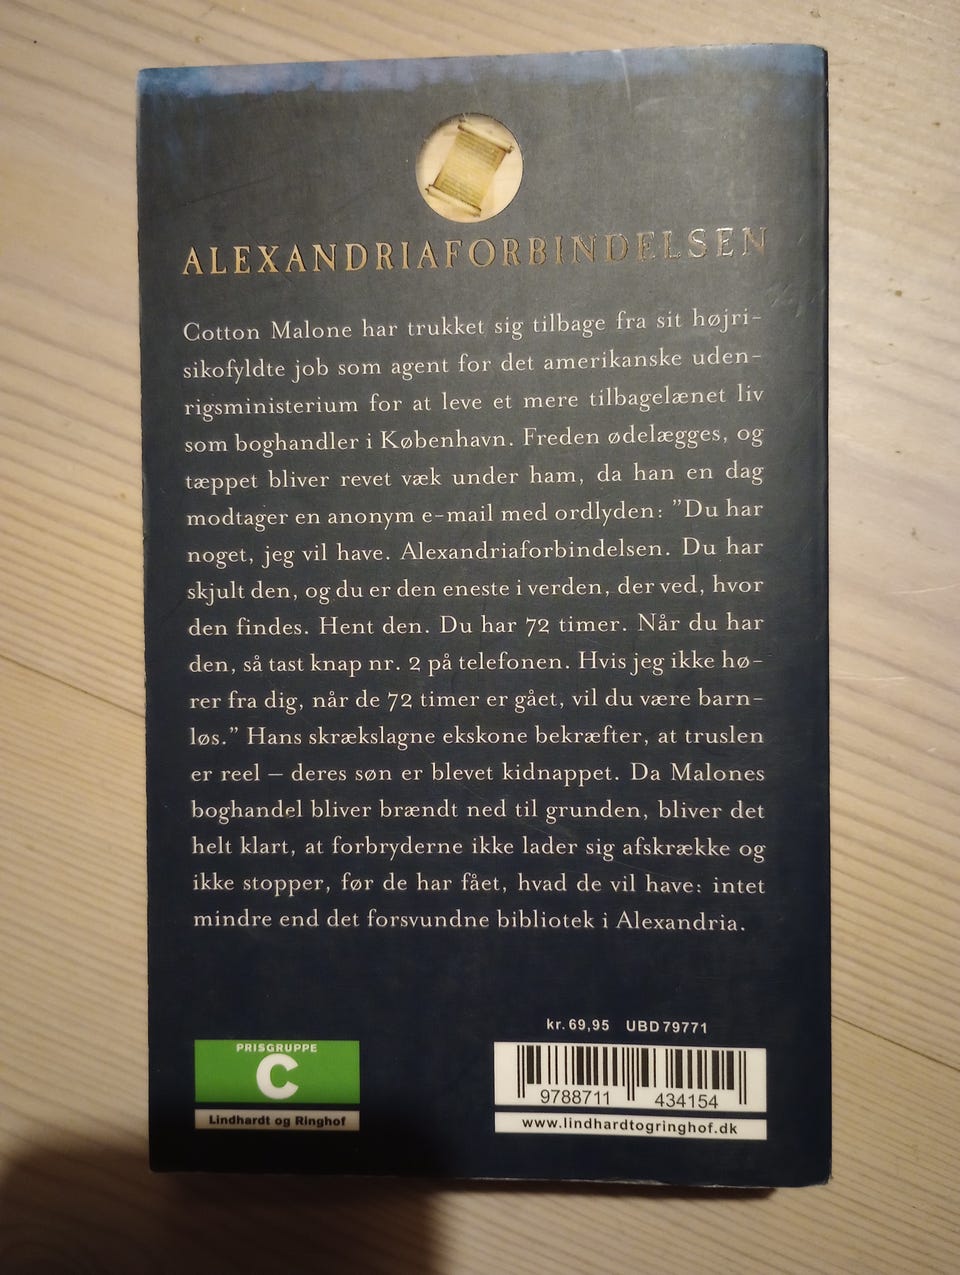 ALEXANDRIAFORBINDELSEN
Cotton Malone har trukket sig tilbage fra sit højri-
sikofyldte job som agent for det amerikanske uden-
rigsministerium for at leve et mere tilbagelænet liv
som boghandler i København. Freden ødelægges, og
tæppet bliver revet væk under ham, da han en dag
modtager en anonym e-mail med ordlyden: ”Du har
noget, jeg vil have. Alexandriaforbindelsen. Du har
skjult den, og du er den eneste i verden, der ved, hvor
den findes. Hent den. Du har 72 timer. Når du har
den, så tast knap nr. 2 på telefonen. Hvis jeg ikke hø-
rer fra dig, når de 72 timer er gået, vil du være barn-
løs.” Hans skrækslagne ekskone bekræfter, at truslen
er reel – deres søn er blevet kidnappet. Da Malones
boghandel bliver brændt ned til grunden, bliver det
helt klart, at forbryderne ikke lader sig afskrække og
ikke stopper, før de har fået, hvad de vil have: intet
mindre end det forsvundne bibliotek i Alexandria.
kr. 69,95 UBD 79771
PRISGRUPPE
C
Lindhardt og Ringhof
9788711 434154
www.lindhardtogringhof.dk